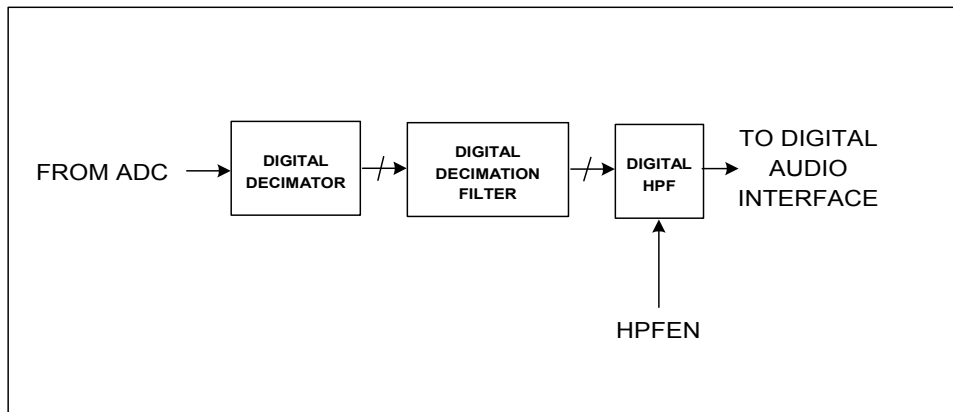 FROM ADC
DIGITAL
DECIMATOR
DIGITAL
DECIMATION
FILTER
DIGITAL
HPF
TO DIGITAL
AUDIO
INTERFACE
HPFEN